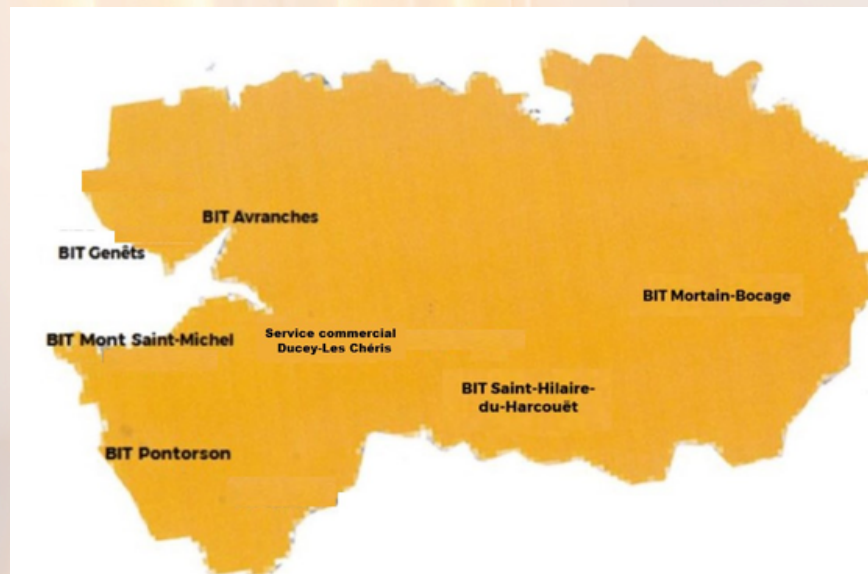 BIT Avranches
BIT Genêts
BIT Mortain-Bocage
BIT Mont Saint-Michel
Service commercial
Ducey-Les Chéris
BIT Saint-Hilaire-
du-Harcouët
BIT Pontorson